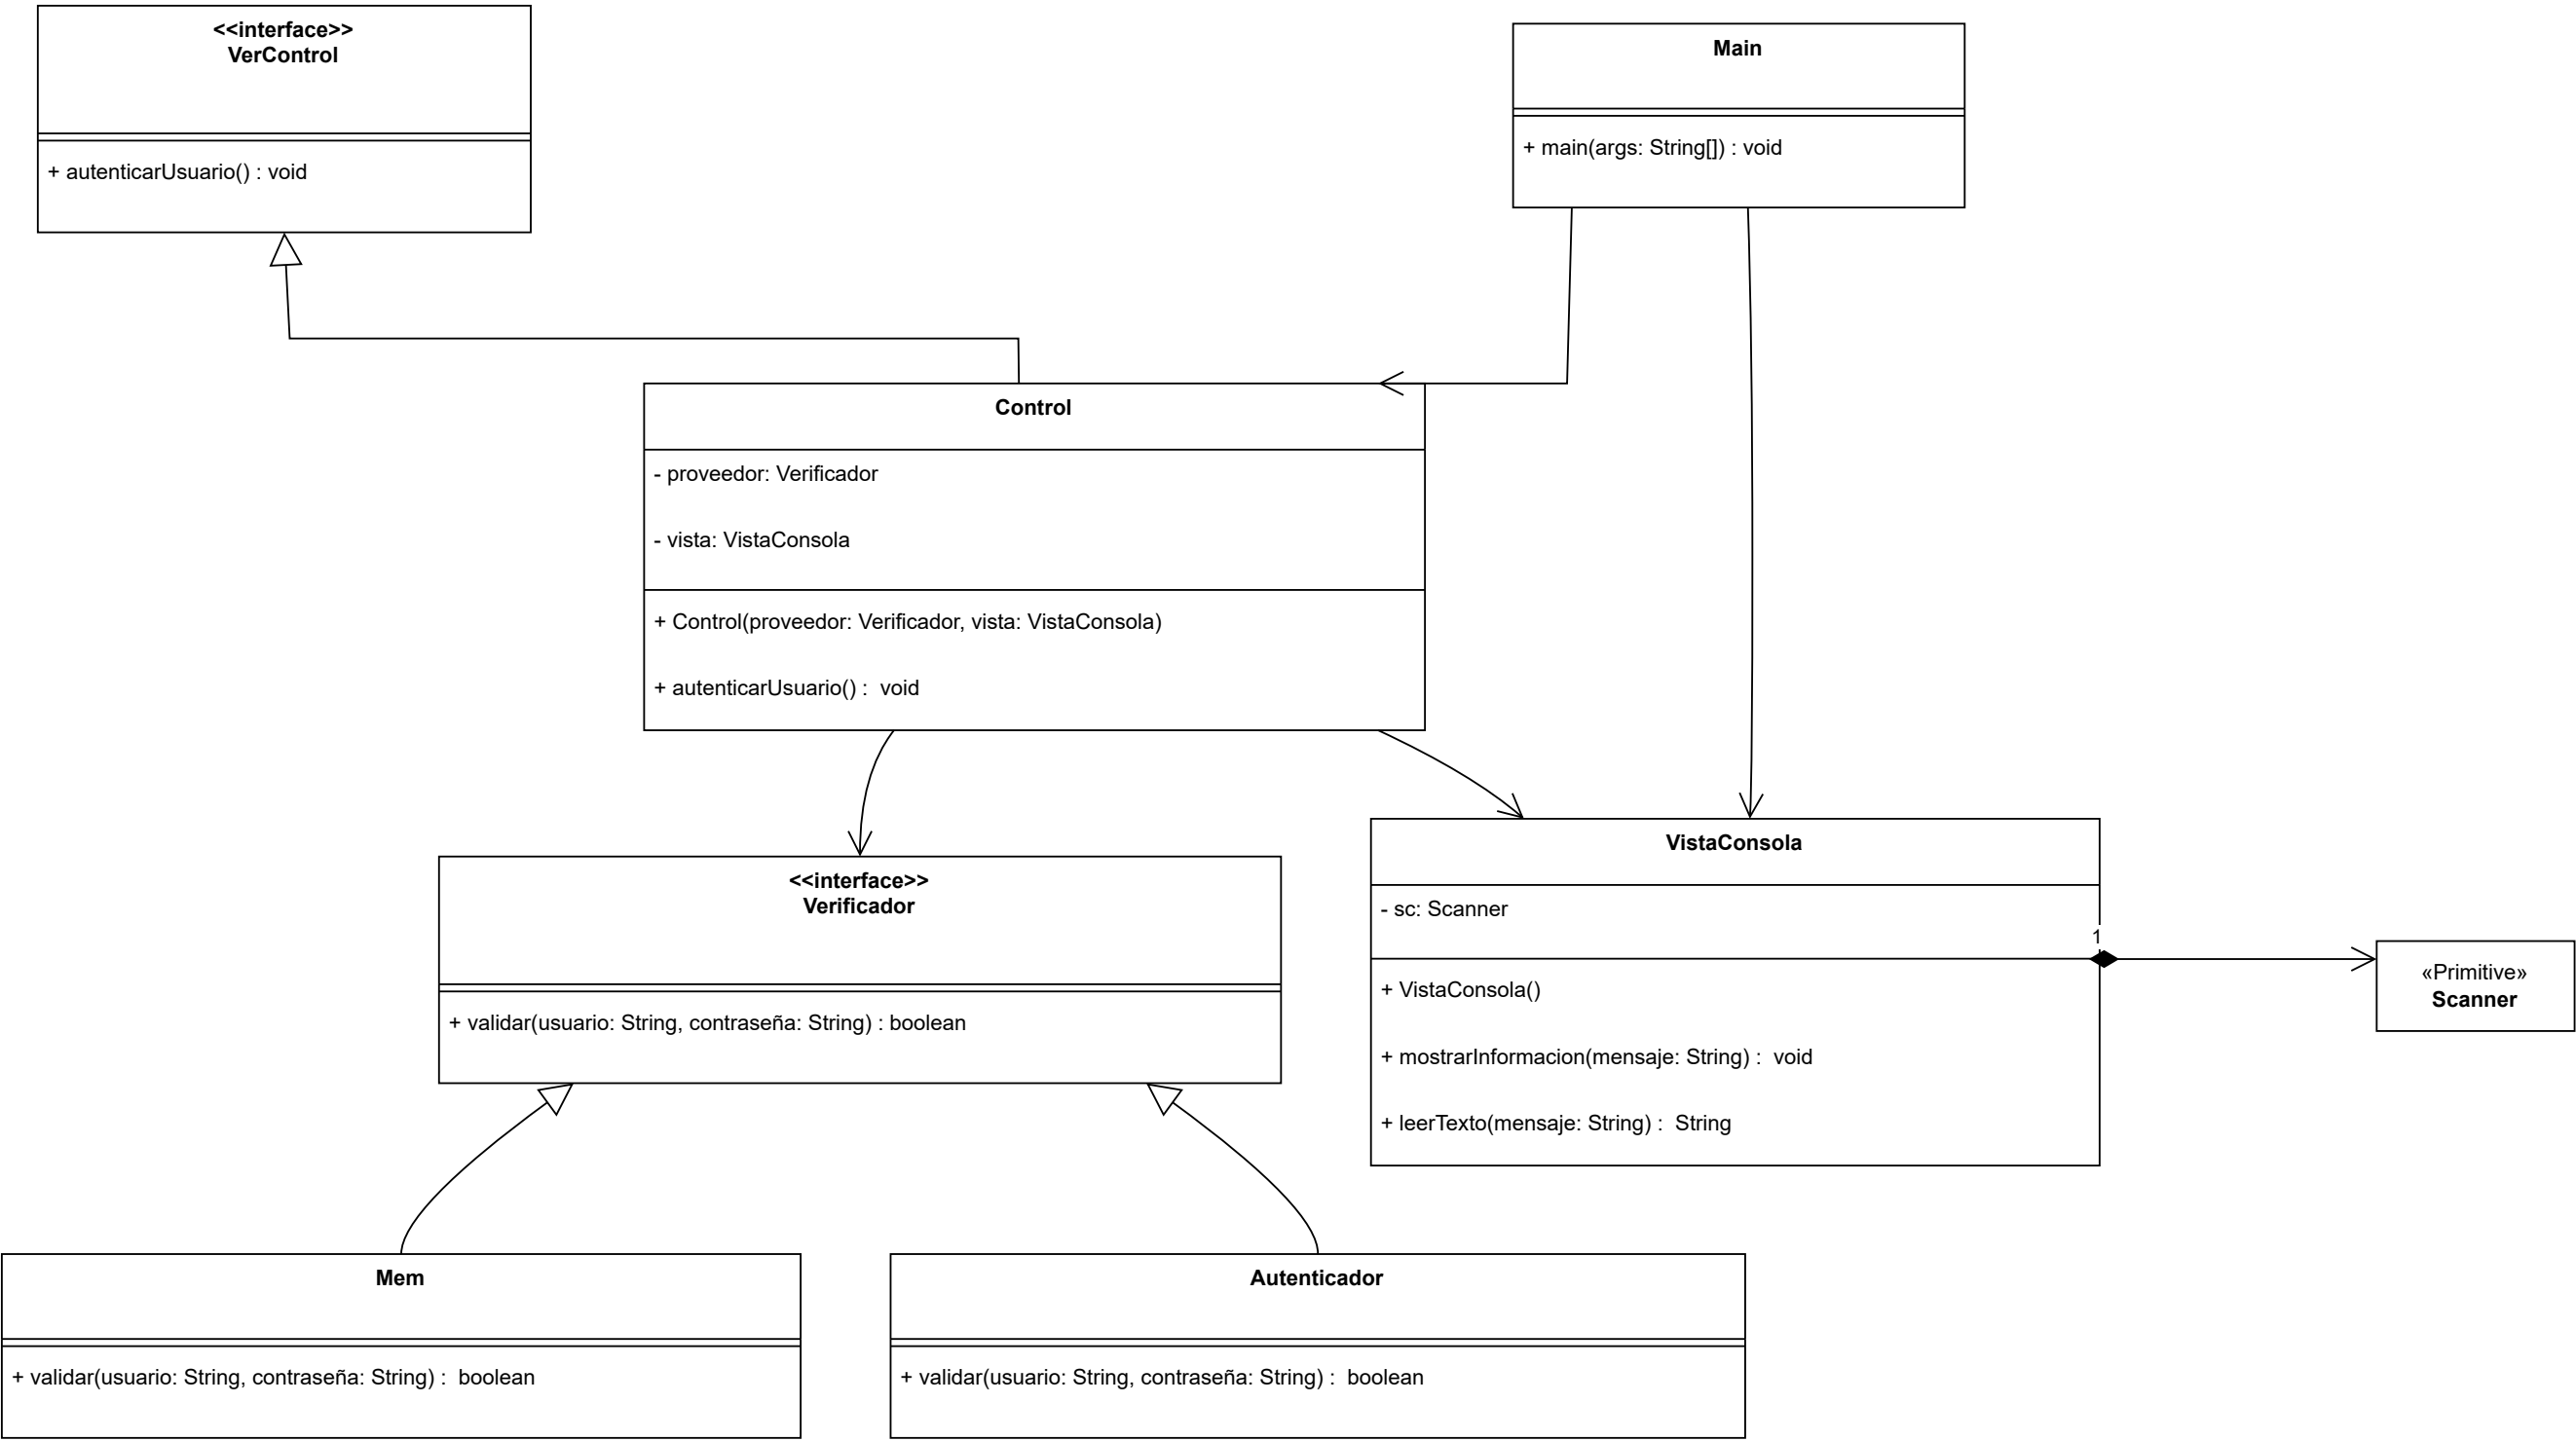 <<interface>>
VerControl
+ autenticarUsuario() : void
Main
+ main(args: String[]) : void
Control
- proveedor: Verificador
- vista: VistaConsola
+ Control(proveedor: Verificador, vista: VistaConsola)
+ autenticarUsuario() :  void
<<interface>>
Verificador
+ validar(usuario: String, contraseña: String) : boolean
VistaConsola
- sc: Scanner
1
+ VistaConsola()
+ mostrarInformacion(mensaje: String) :  void
+ leerTexto(mensaje: String) :  String
«Primitive»
Scanner
Mem
+ validar(usuario: String, contraseña: String) :  boolean
Autenticador
+ validar(usuario: String, contraseña: String) :  boolean